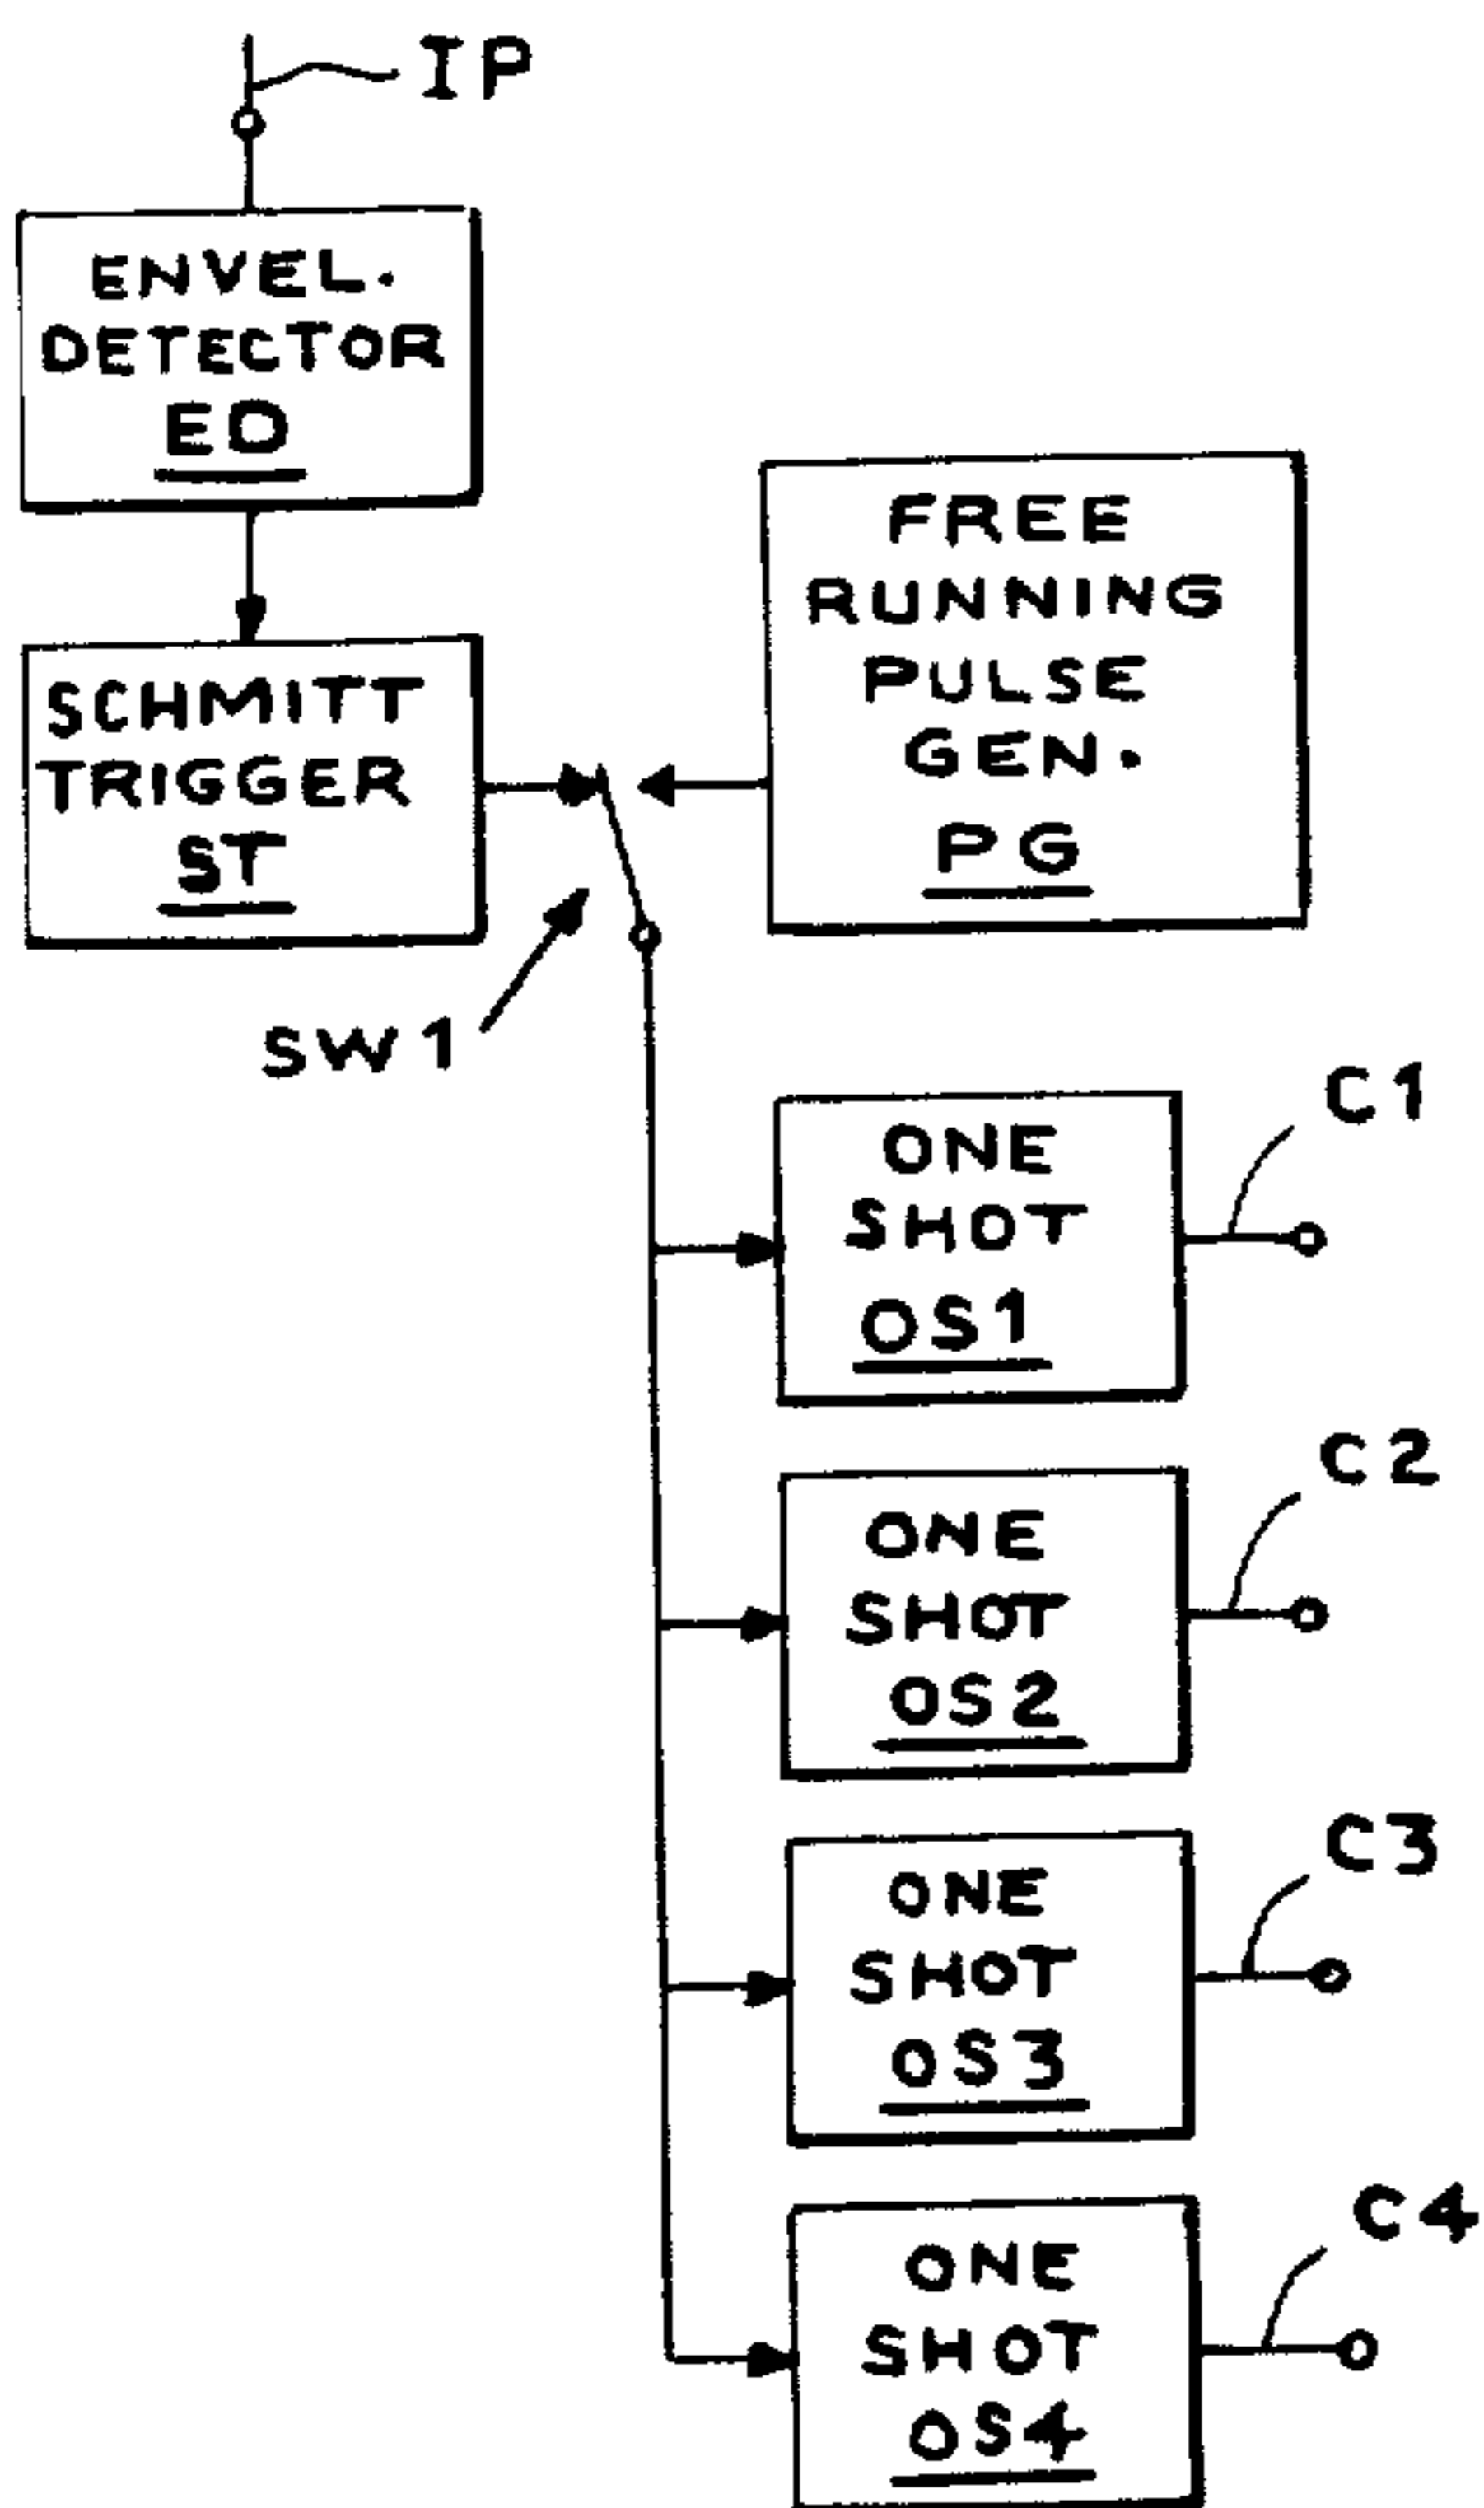 IP
ENVEL.
DETECTOR
EO
SCHMITT
TRIGGER
ST
FREE
RUNNING
PULSE
GEN.
PG
SW1
ONE
SHOT
OS1
C1
ONE
SHOT
OS2
C2
ONE
SHOT
OS3
C3
ONE
SHOT
OS4
C4